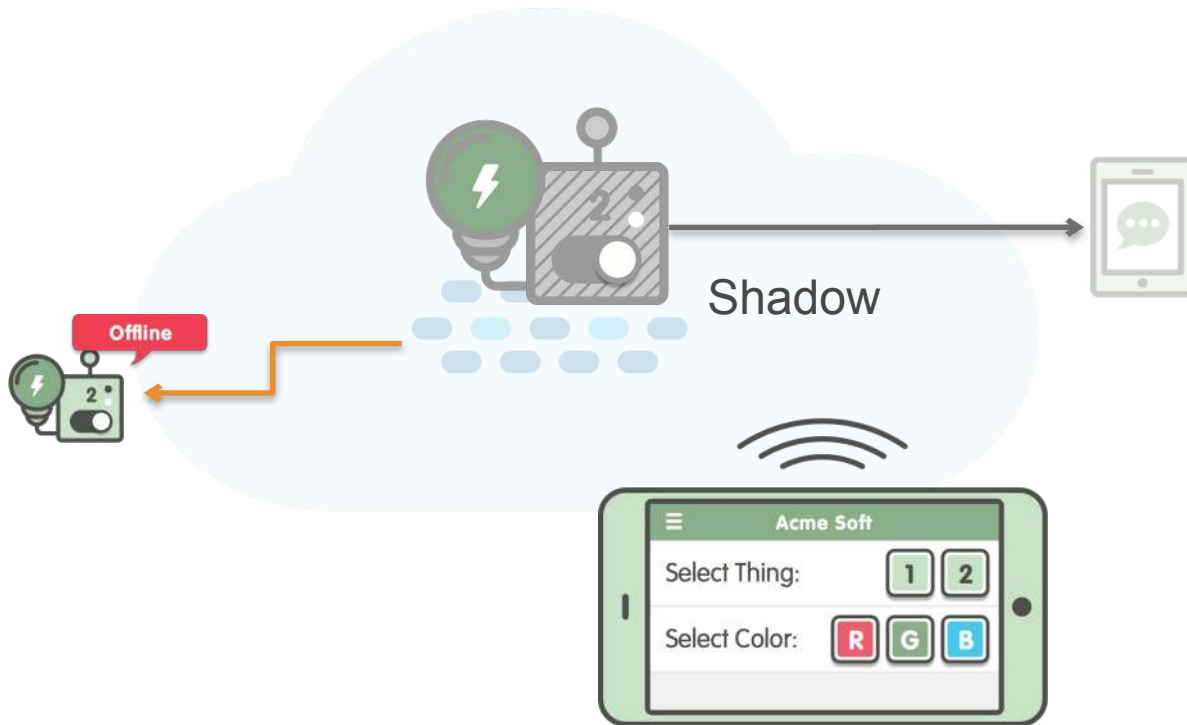 2
Shadow
Offline
2
Acme Soft
Select Thing:
1 2
Select Color:
R G B